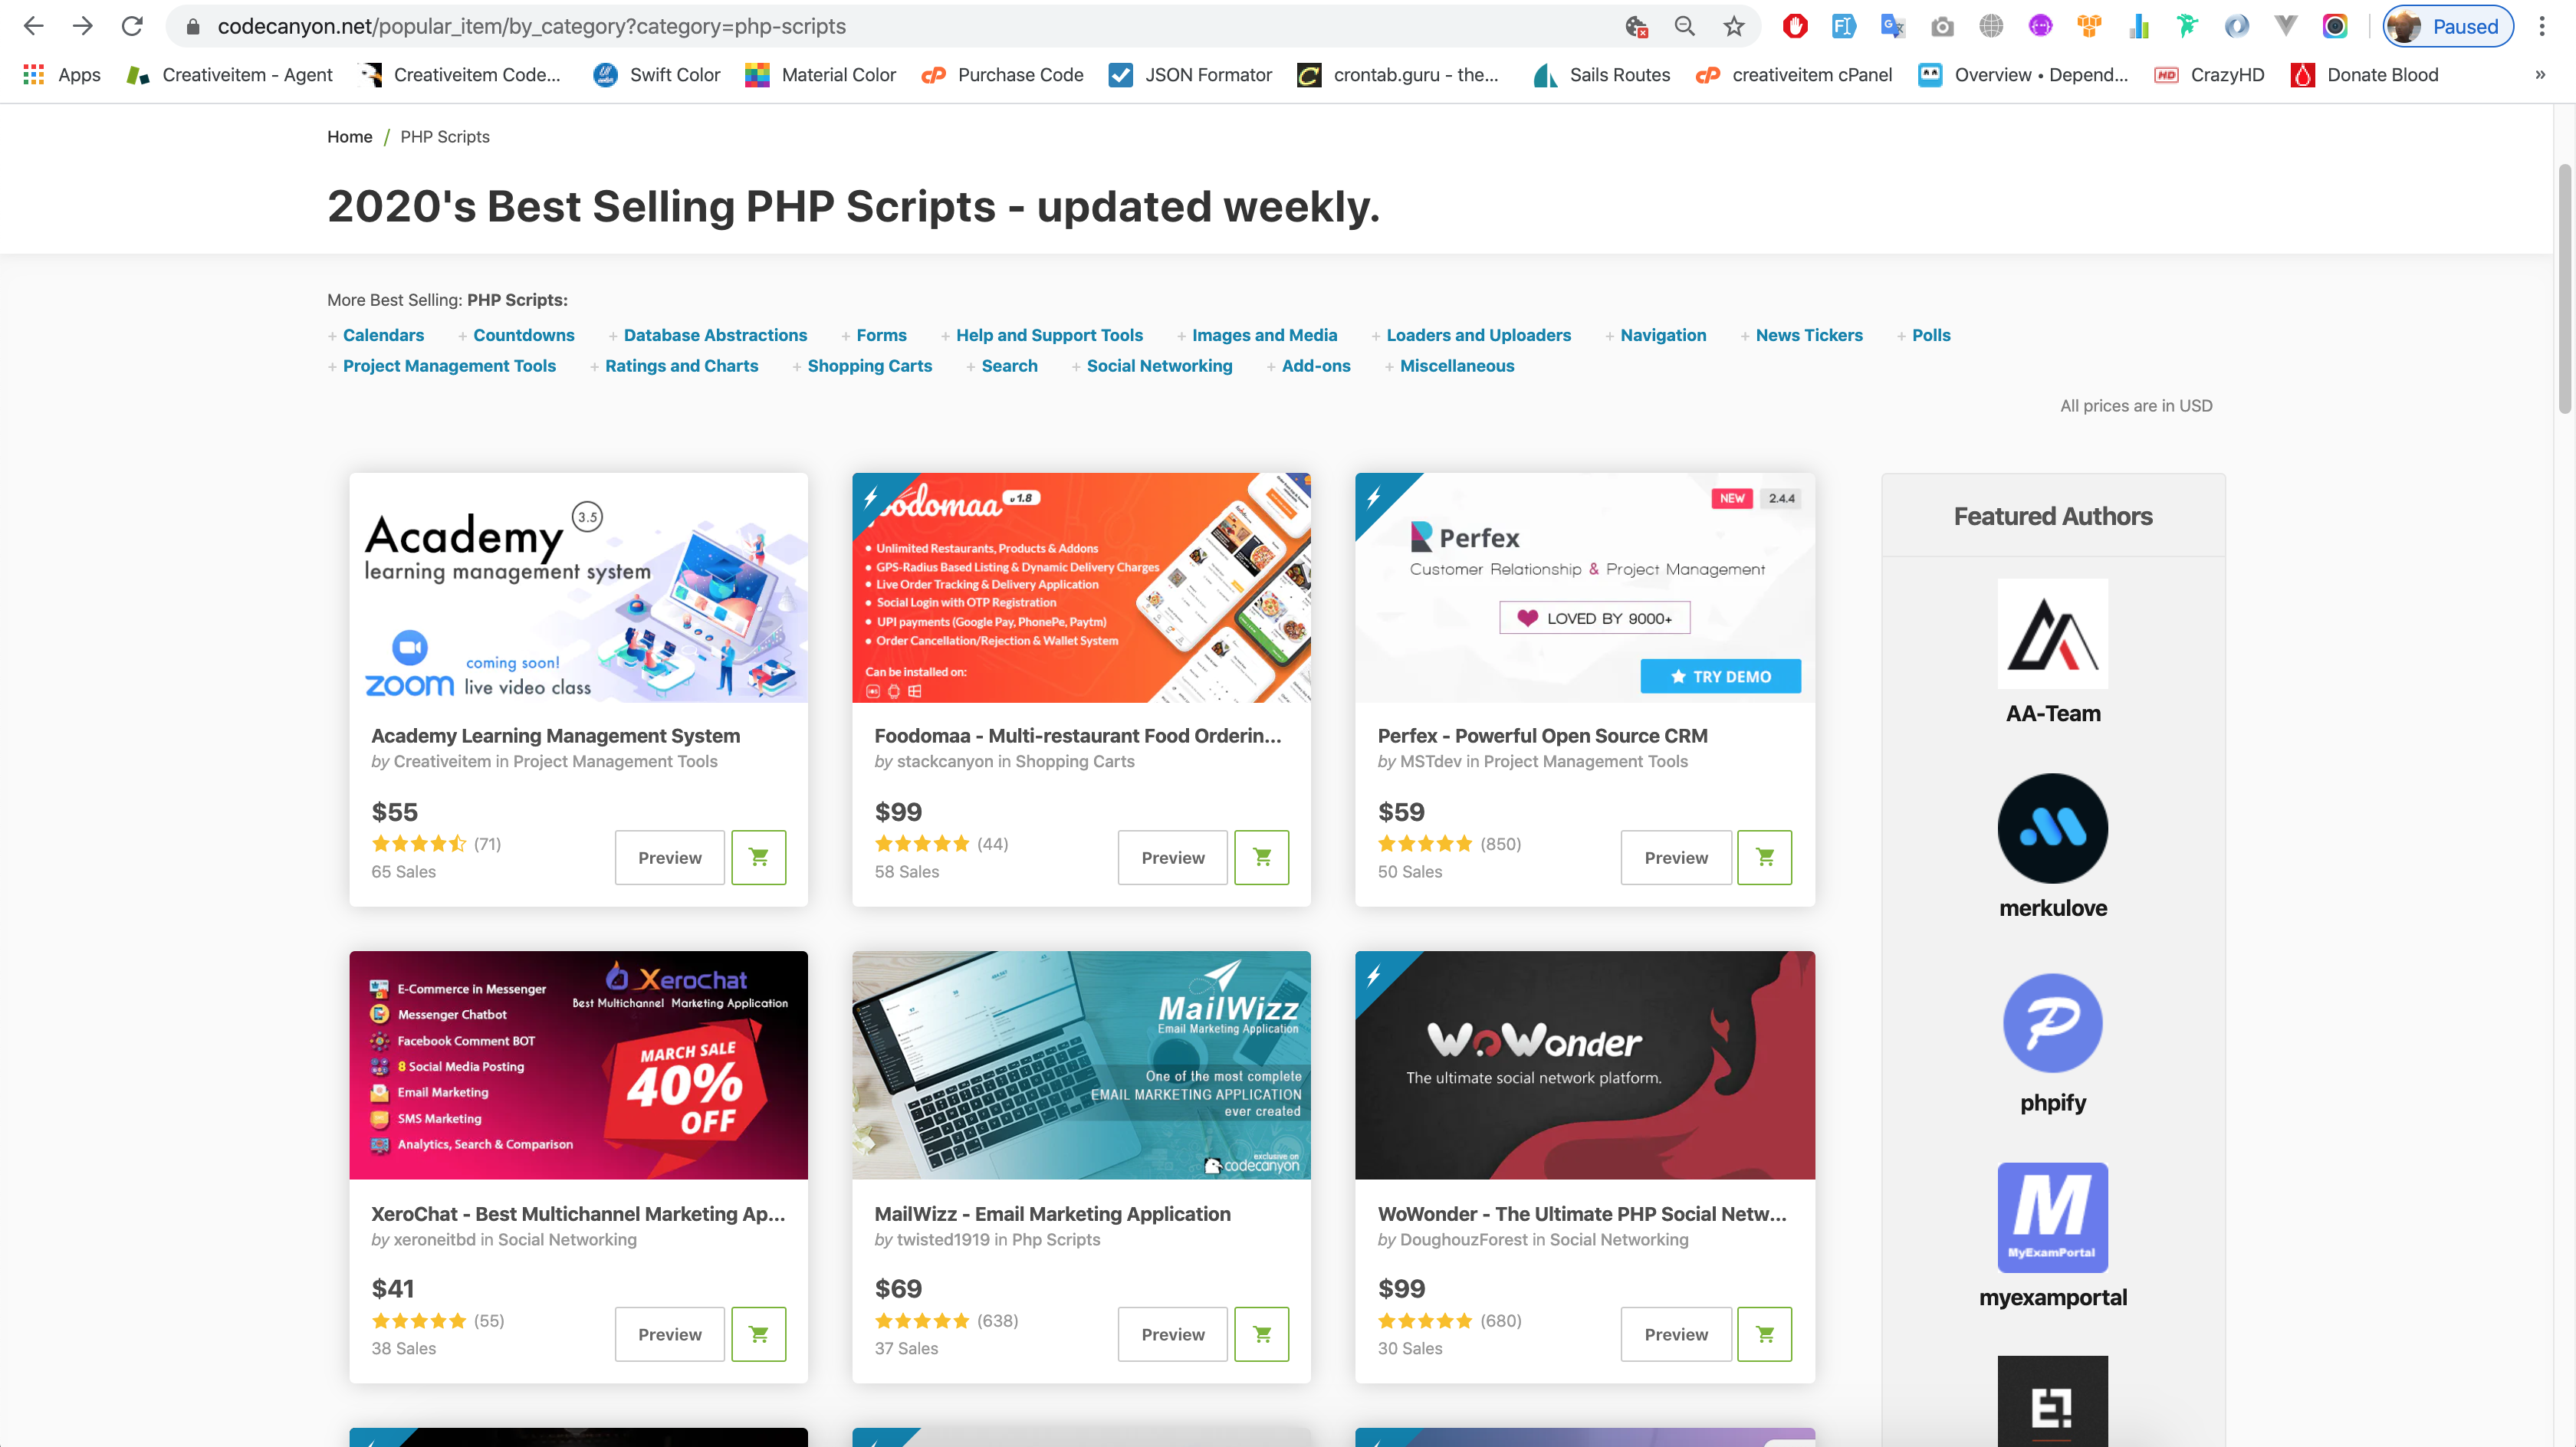 codecanyon.net/popular_item/by_category?category=php-scripts
Paused
Apps
Creativeitem - Agent
Creativeitem Code...
Swift Color
Material Color
Purchase Code
JSON Formator
crontab.guru - the...
Sails Routes
creativeitem cPanel
Overview • Depend...
CrazyHD
Donate Blood
»
Home / PHP Scripts
2020's Best Selling PHP Scripts - updated weekly.
More Best Selling: PHP Scripts:
+ Calendars + Countdowns + Database Abstractions + Forms + Help and Support Tools + Images and Media + Loaders and Uploaders + Navigation + News Tickers + Polls
+ Project Management Tools + Ratings and Charts + Shopping Carts + Search + Social Networking + Add-ons + Miscellaneous
All prices are in USD
Academy 3.5
learning management system
zoom
coming soon!
live video class
Academy Learning Management System
by Creativeitem in Project Management Tools
$55
(71)
65 Sales
Preview
v 1.8
• Unlimited Restaurants, Products & Addons
• GPS-Radius Based Listing & Dynamic Delivery Charges
• Live Order Tracking & Delivery Application
• Social Login with OTP Registration
• UPI payments (Google Pay, PhonePe, Paytm)
• Order Cancellation/Rejection & Wallet System
Can be installed on:
Foodomaa - Multi-restaurant Food Orderin...
by stackcanyon in Shopping Carts
$99
(44)
58 Sales
Preview
NEW 2.4.4
Perfex
Customer Relationship & Project Management
LOVED BY 9000+
TRY DEMO
Perfex - Powerful Open Source CRM
by MSTdev in Project Management Tools
$59
(850)
50 Sales
Preview
XeroChat
Best Multichannel Marketing Application
E-Commerce in Messenger
Messenger Chatbot
Facebook Comment BOT
8 Social Media Posting
Email Marketing
SMS Marketing
Analytics, Search & Comparison
MARCH SALE
40%
OFF
XeroChat - Best Multichannel Marketing Ap...
by xeroneitbd in Social Networking
$41
(55)
38 Sales
Preview
MailWizz
Email Marketing Application
One of the most complete
EMAIL MARKETING APPLICATION
ever created
exclusive on
codecanyon
MailWizz - Email Marketing Application
by twisted1919 in Php Scripts
$69
(638)
37 Sales
Preview
WoWonder
The ultimate social network platform.
WoWonder - The Ultimate PHP Social Netw...
by DoughouzForest in Social Networking
$99
(680)
30 Sales
Preview
Featured Authors
AA-Team
merkulove
phpify
M
MyExamPortal
myexamportal